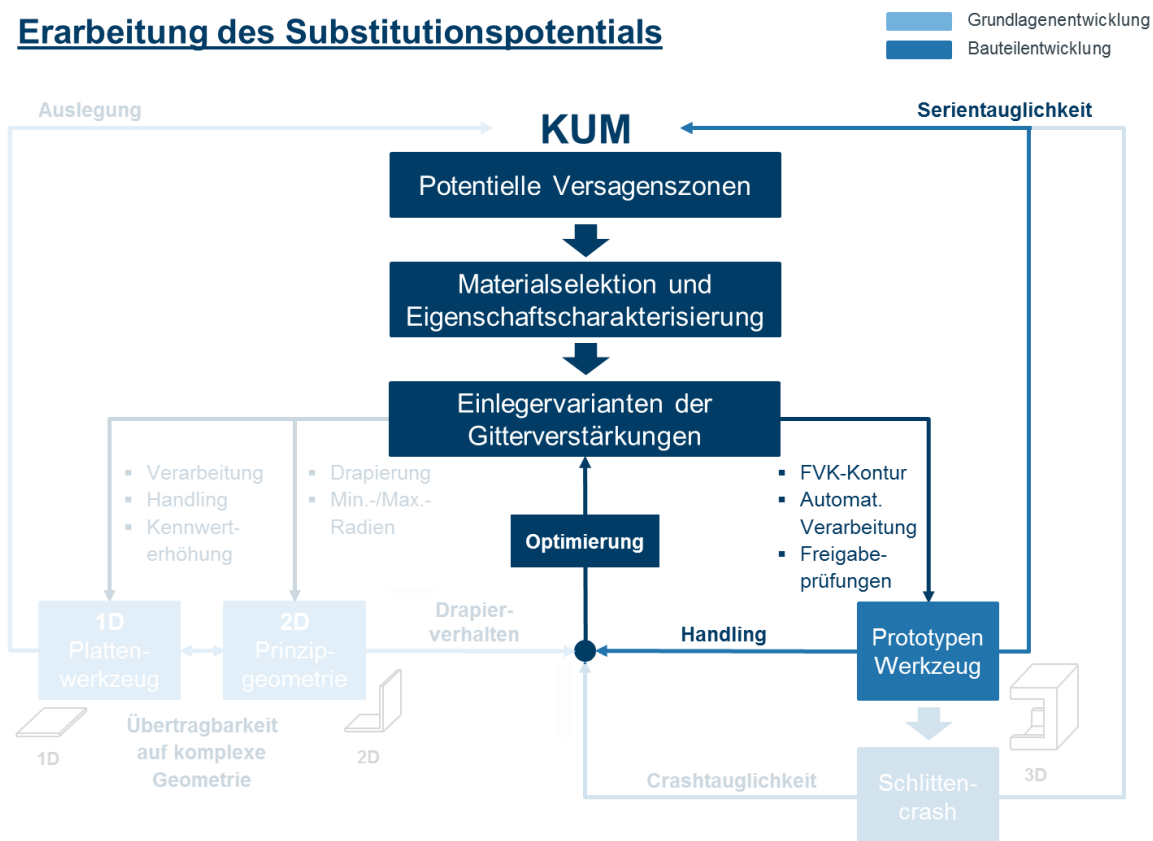 Erarbeitung des Substitutionspotentials
Grundlagenentwicklung
Bauteilentwicklung
Auslegung
Serientauglichkeit
KUM
Potentielle Versagenszonen
Materialselektion und
Eigenschaftscharakterisierung
Einlegervarianten der
Gitterverstärkungen
▪ Verarbeitung
▪ Handling
▪ Kennwert-
erhöhung
▪ Drapierung
▪ Min.-/Max.-
Radien
▪ FVK-Kontur
▪ Automat.
Verarbeitung
▪ Freigabe-
prüfungen
Optimierung
1D
Platten-
werkzeug
2D
Prinzip-
geometrie
Drapier-
verhalten
Handling
Prototypen
Werkzeug
1D
Übertragbarkeit
auf komplexe
Geometrie
2D
3D
Crashtauglichkeit
Schlitten-
crash